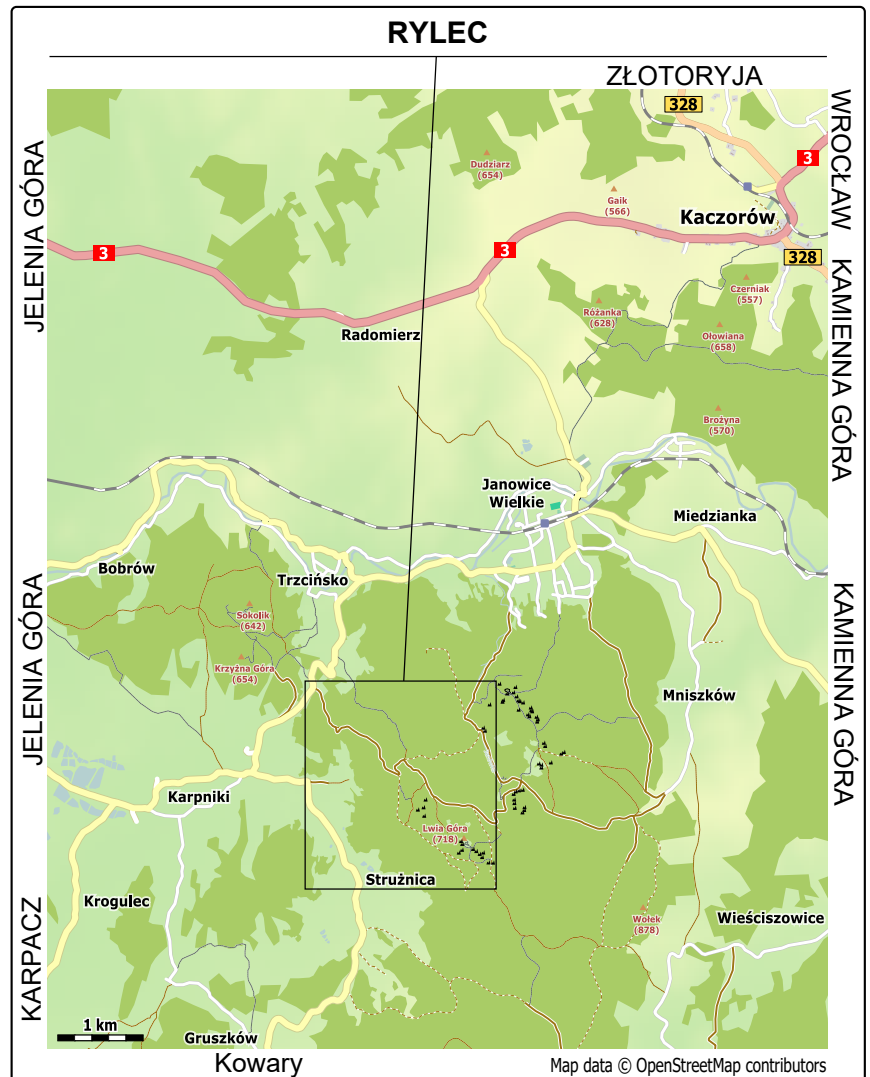 RYLEC
ZŁOTORYJA
JELENIA GÓRA
WROCŁAW
328
3
Dudziarz
(654)
Gaik
(566)
Kaczorów
3
3
328
KAMIENNA GÓRA
Czerniak
(557)
Różanka
(628)
Radomierz
Ołowiana
(658)
Brożyna
(570)
Janowice
Wielkie
Miedzianka
Bobrów
Trzcińsko
JELENIA GÓRA
KAMIENNA GÓRA
Sokolik
(642)
Krzyżna Góra
(654)
Mniszków
Karpniki
Lwia Góra
(718)
Strużnica
Krogulec
KARPACZ
Wołek
(878)
Wieściszowice
1 km
Gruszków
Kowary
Map data © OpenStreetMap contributors